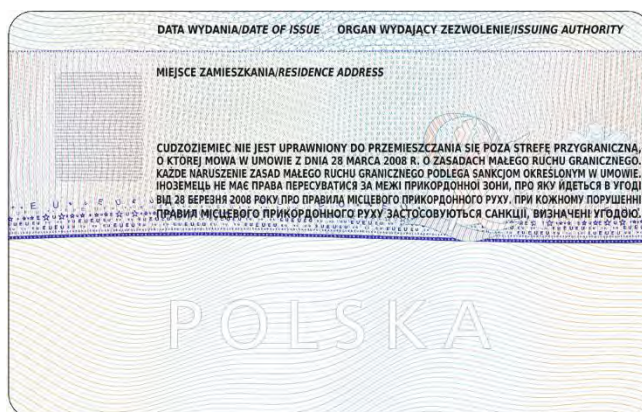 DATA WYDANIA/DATE OF ISSUE ORGAN WYDAJĄCY ZEZWOLENIE/ISSUING AUTHORITY
MIEJSCE ZAMIESZKANIA/RESIDENCE ADDRESS
CUDZOZIEMIEC NIE JEST UPRAWNIONY DO PRZEMIESZCZANIA SIĘ POZA STREFĘ PRZYGRANICZNĄ,
O KTÓREJ MOWA W UMOWIE Z DNIA 28 MARCA 2008 R. O ZASADACH MAŁEGO RUCHU GRANICZNEGO.
KAŻDE NARUSZENIE ZASAD MAŁEGO RUCHU GRANICZNEGO PODLEGA SANKCJOM OKREŚLONYM W UMOWIE.
ІНОЗЕМЕЦЬ НЕ МАЄ ПРАВА ПЕРЕСУВАТИСЯ ЗА МЕЖІ ПРИКОРДОННОЇ ЗОНИ, ПРО ЯКУ ЙДЕТЬСЯ В УГОДІ
ВІД 28 БЕРЕЗНЯ 2008 РОКУ ПРО ПРАВИЛА МІСЦЕВОГО ПРИКОРДОННОГО РУХУ. ПРИ КОЖНОМУ ПОРУШЕННІ
ПРАВИЛ МІСЦЕВОГО ПРИКОРДОННОГО РУХУ ЗАСТОСОВУЮТЬСЯ САНКЦІЇ, ВИЗНАЧЕНІ УГОДОЮ.
POLSKA